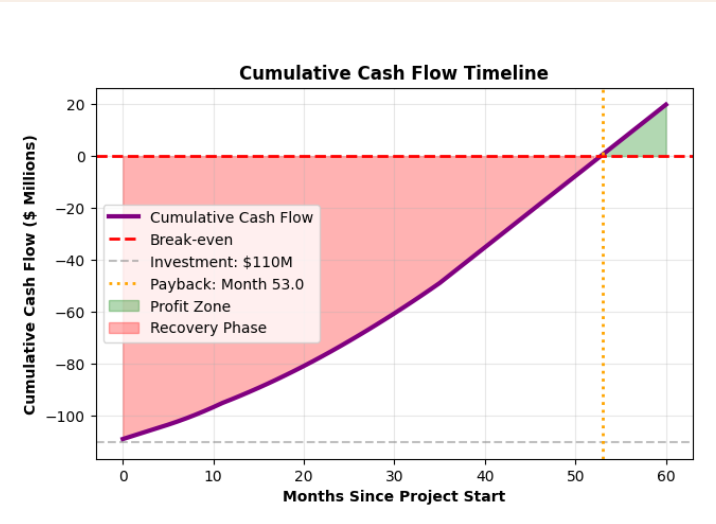 Cumulative Cash Flow Timeline
Cumulative Cash Flow ($ Millions)
20
0
−20
−40
−60
−80
−100
Cumulative Cash Flow
Break-even
Investment: $110M
Payback: Month 53.0
Profit Zone
Recovery Phase
0 10 20 30 40 50 60
Months Since Project Start